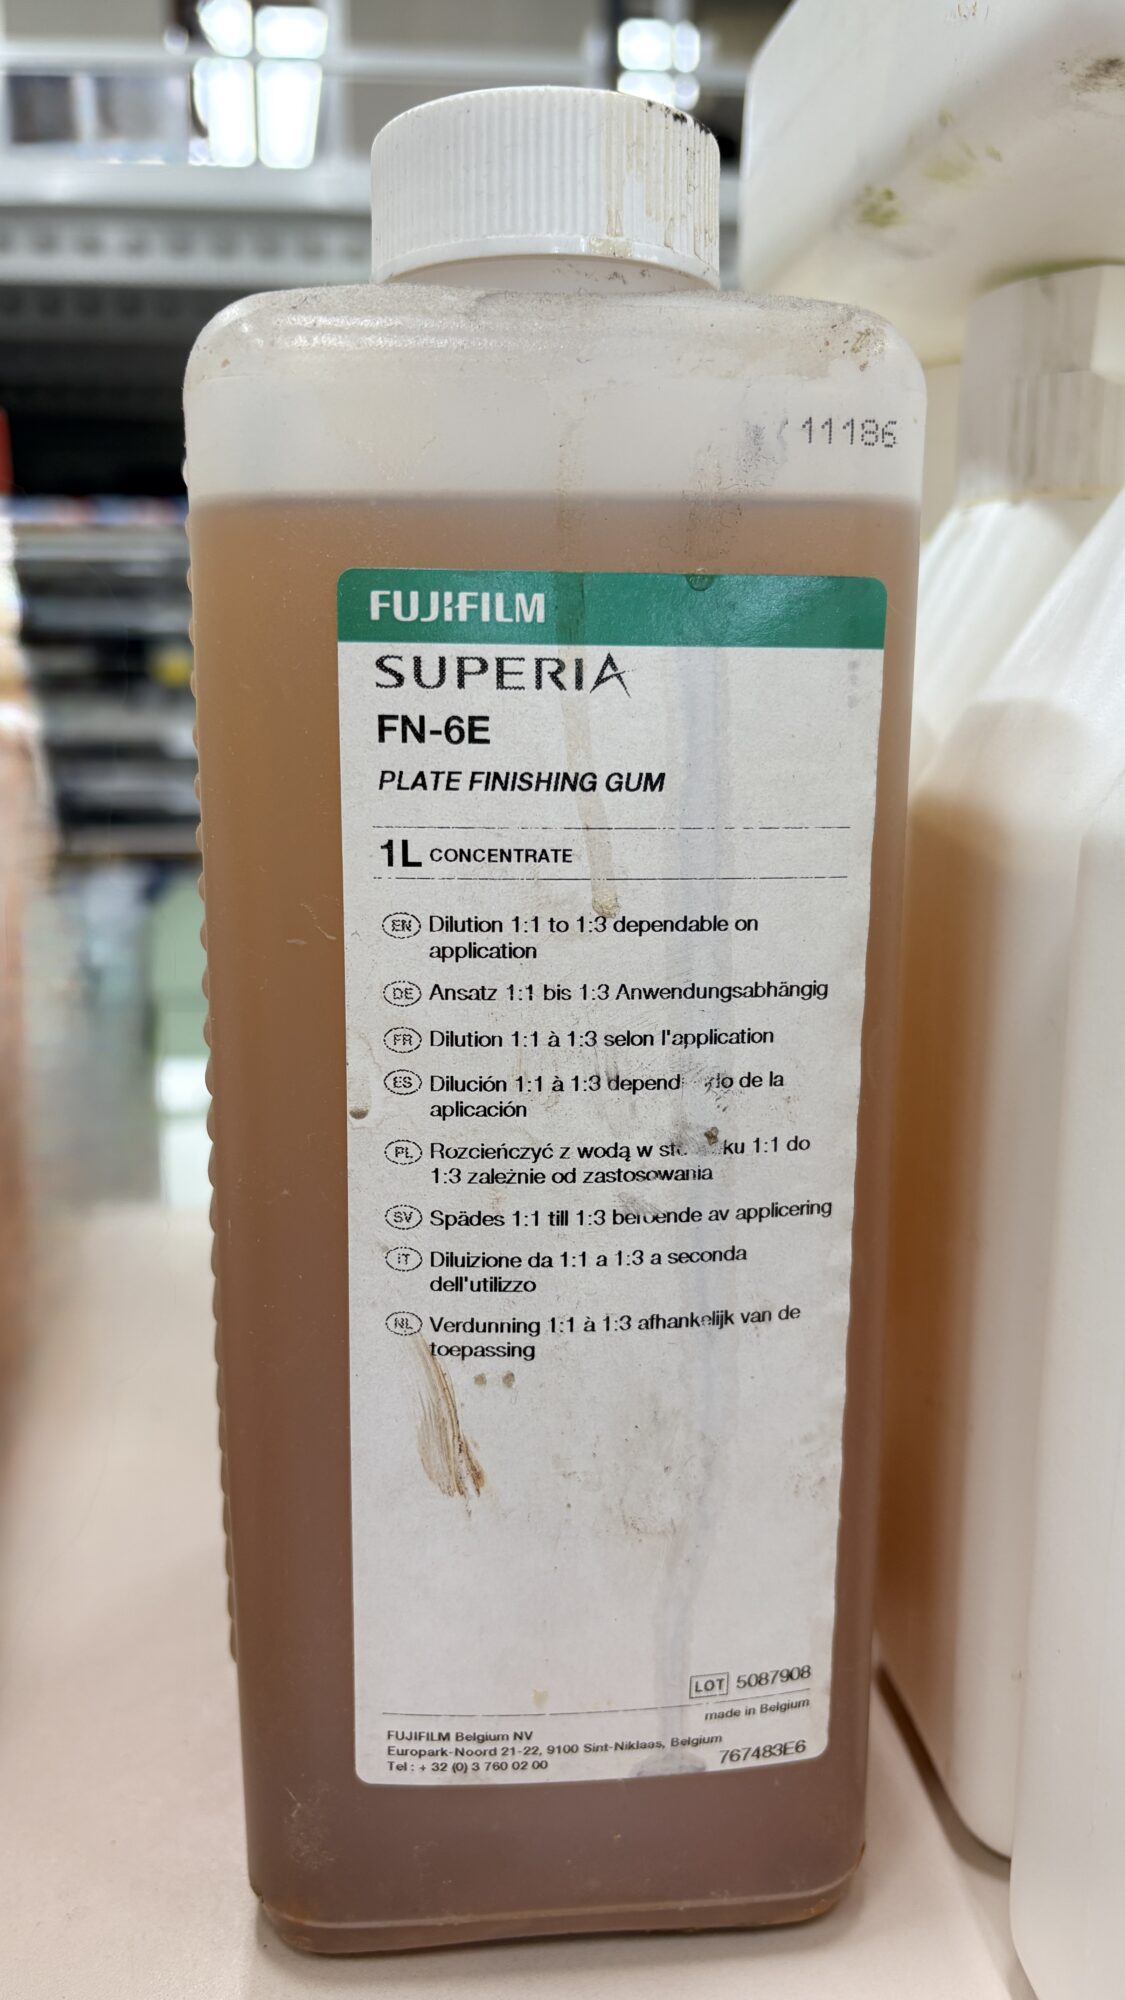 11186
FUJIFILM
SUPERIA
FN-6E
PLATE FINISHING GUM
1L CONCENTRATE
EN Dilution 1:1 to 1:3 dependable on
application
DE Ansatz 1:1 bis 1:3 Anwendungsabhängig
FR Dilution 1:1 à 1:3 selon l'application
ES Dilución 1:1 à 1:3 de la
aplicación
PL Rozcieńczyć z wodą w 1:1 do
1:3 zależnie od zastosowania
SV Spädes 1:1 till 1:3 beroende av applicering
IT Diluizione da 1:1 a 1:3 a seconda
dell'utilizzo
NL Verdunning 1:1 à 1:3 afhankelijk van de
toepassing
LOT 5087908
made in Belgium
FUJIFILM Belgium NV
Europark-Noord 21-22, 9100 Sint-Niklaas, Belgium
Tel : + 32 (0) 3 760 02 00
767483E6